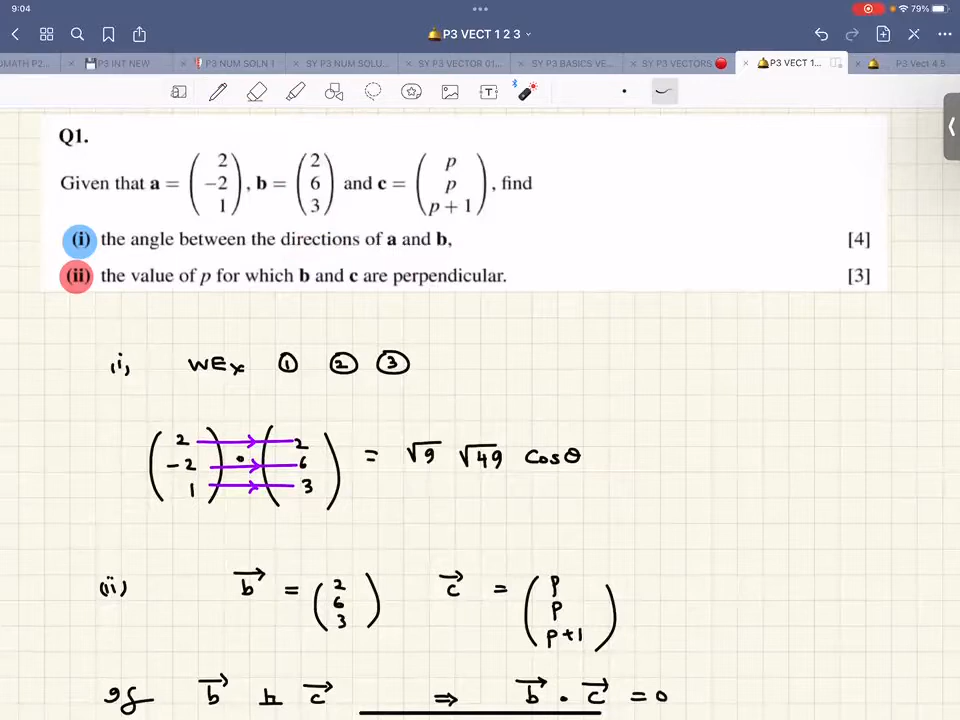 9:04
79%
🔔P3 VECT 1 2 3
UMATH P2...
P3 INT NEW
P3 NUM SOLN 1
SY P3 NUM SOLU...
SY P3 VECTOR 01...
SY P3 BASICS VE...
SY P3 VECTORS
P3 VECT 1...
P3 Vect 4 5
Q1.
Given that a = (2 −2 1), b = (2 6 3) and c = (p p p + 1), find
(i) the angle between the directions of a and b, [4]
(ii) the value of p for which b and c are perpendicular. [3]
(i, WEx ① ② ③
(2 −2 1) · (2 6 3) = √9 √49 Cosθ
(ii) b⃗ = (2 6 3) c⃗ = (p p p+1)
If b⃗ h c⃗ ⇒ b⃗ · c⃗ = 0